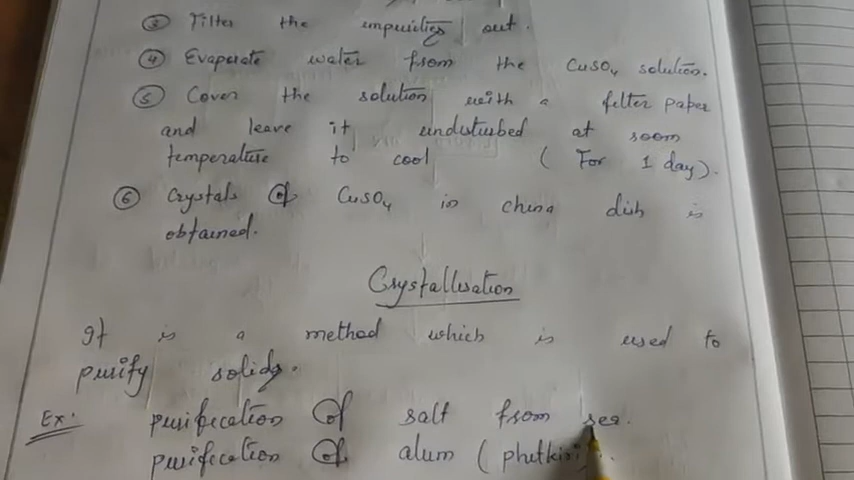 ③ Filter the impurities out.
④ Evaporate water from the CuSO4 solution.
⑤ Cover the solution with a filter paper
and leave it undisturbed at room
temperature to cool (For 1 day).
⑥ Crystals of CuSO4 in china dish is
obtained.
Crystallisation
It is a method which is used to
purify solids.
Ex: purification of salt from sea.
purification of alum (phitkiri).